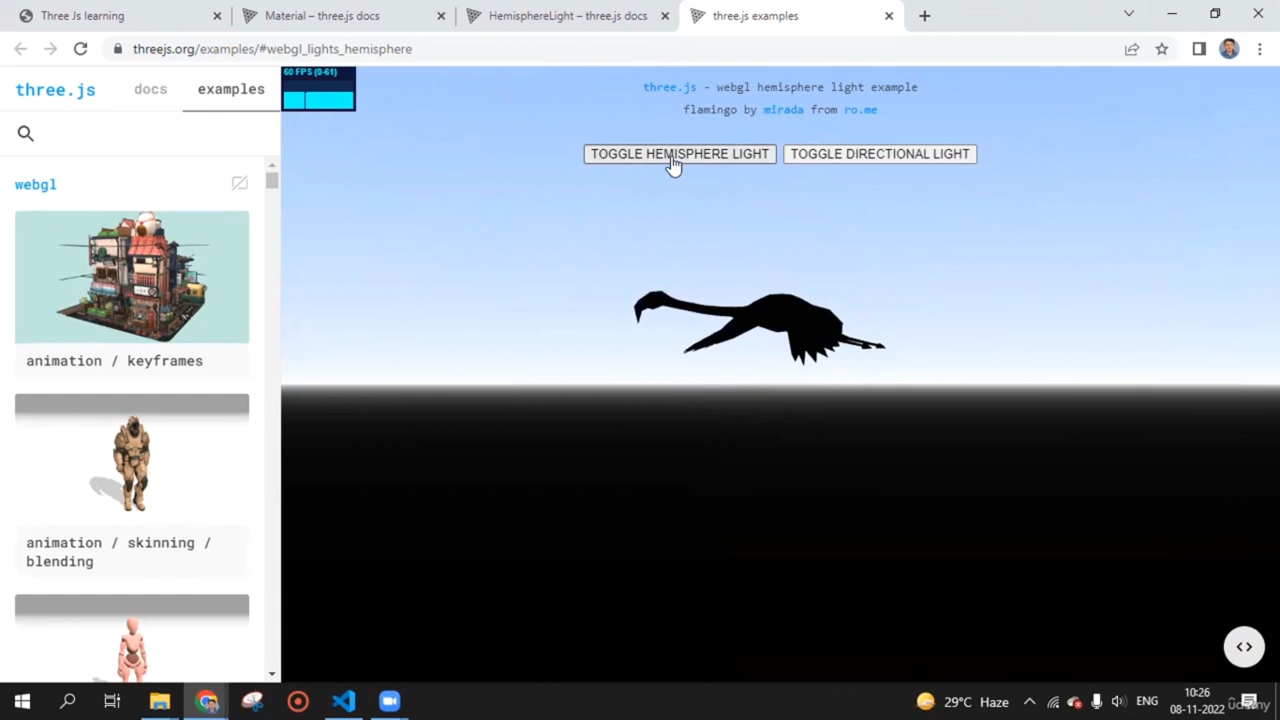 Three Js learning
Material – three.js docs
HemisphereLight – three.js docs
three.js examples
threejs.org/examples/#webgl_lights_hemisphere
three.js
docs
examples
60 FPS (0-61)
three.js - webgl hemisphere light example
flamingo by mirada from ro.me
TOGGLE HEMISPHERE LIGHT
TOGGLE DIRECTIONAL LIGHT
webgl
animation / keyframes
animation / skinning /
blending
29°C Haze
ENG
10:26
08-11-2022
udemy